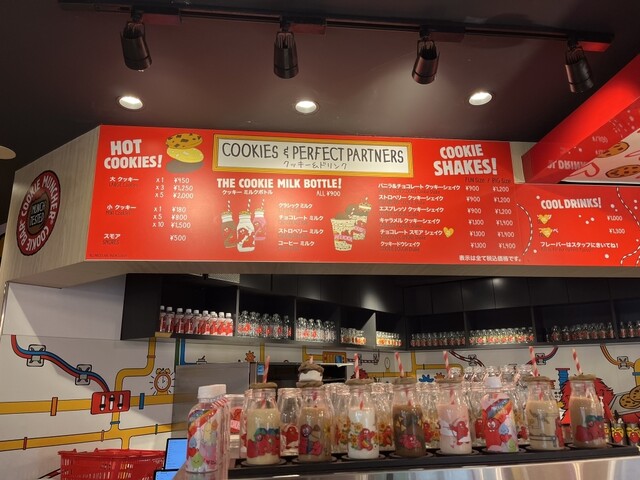 COOKIE MUNCHER COOKIE BAR
HOT
COOKIES!
大 クッキー
x 1 ¥450
x 3 ¥1,250
x 5 ¥2,000
小 クッキー
x 1 ¥180
x 5 ¥800
x 10 ¥1,500
スモア
¥500
COOKIES & PERFECT PARTNERS
クッキー&ドリンク
THE COOKIE MILK BOTTLE!
クッキー ミルクボトル
ALL ¥900
クラシック ミルク
チョコレート ミルク
ストロベリー ミルク
コーヒー ミルク
COOKIE
SHAKES!
バニラ&チョコレート クッキーシェイク ¥900 ¥1,200
ストロベリー クッキーシェイク ¥900 ¥1,200
エスプレッソ クッキーシェイク ¥900 ¥1,200
キャラメル クッキーシェイク ¥1,000 ¥1,300
チョコレート スモア シェイク ¥1,100 ¥1,400
クッキードウシェイク ¥1,100 ¥1,400
表示は全て税込価格です。
COOL DRINKS!
フレーバーはスタッフにきいてね!